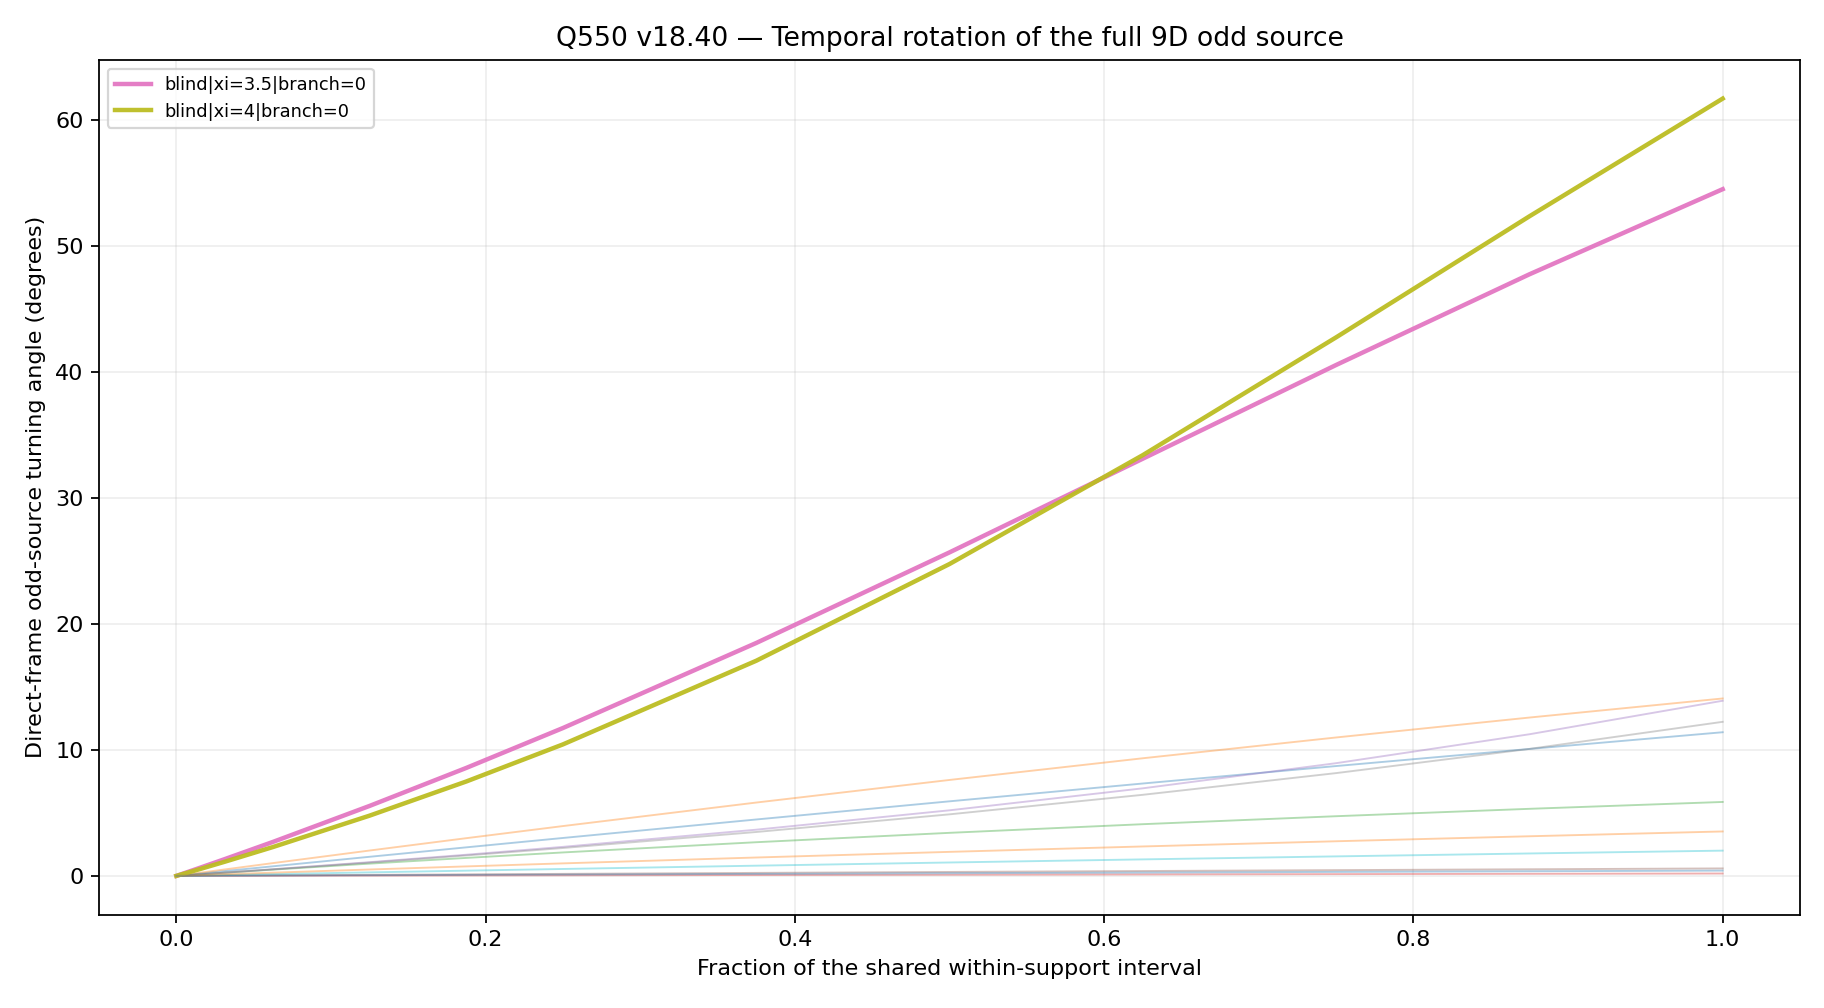 Q550 v18.40 — Temporal rotation of the full 9D odd source
blind|xi=3.5|branch=0
blind|xi=4|branch=0
Direct-frame odd-source turning angle (degrees)
60
50
40
30
20
10
0
0.0 0.2 0.4 0.6 0.8 1.0
Fraction of the shared within-support interval